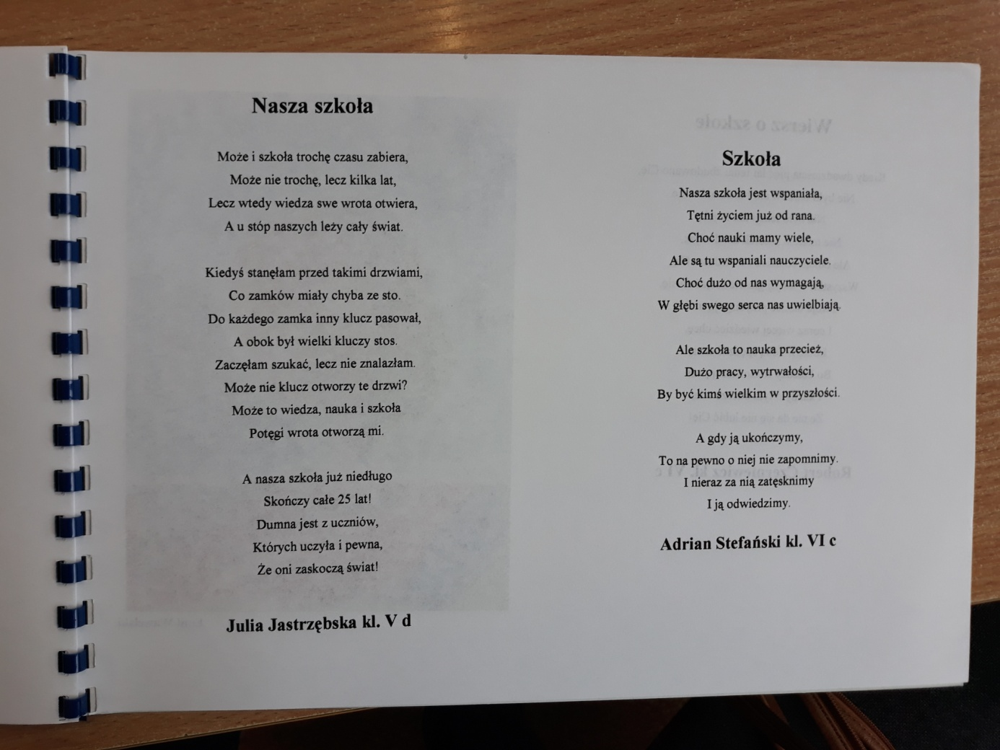 Nasza szkoła
Może i szkoła trochę czasu zabiera,
Może nie trochę, lecz kilka lat,
Lecz wtedy wiedza swe wrota otwiera,
A u stóp naszych leży cały świat.
Kiedyś stanęłam przed takimi drzwiami,
Co zamków miały chyba ze sto.
Do każdego zamka inny klucz pasował,
A obok był wielki kluczy stos.
Zaczęłam szukać, lecz nie znalazłam.
Może nie klucz otworzy te drzwi?
Może to wiedza, nauka i szkoła
Potęgi wrota otworzą mi.
A nasza szkoła już niedługo
Skończy całe 25 lat!
Dumna jest z uczniów,
Których uczyła i pewna,
Że oni zaskoczą świat!
Julia Jastrzębska kl. V d
Szkoła
Nasza szkoła jest wspaniała,
Tętni życiem już od rana.
Choć nauki mamy wiele,
Ale są tu wspaniali nauczyciele.
Choć dużo od nas wymagają,
W głębi swego serca nas uwielbiają.
Ale szkoła to nauka przecież,
Dużo pracy, wytrwałości,
By być kimś wielkim w przyszłości.
A gdy ją ukończymy,
To na pewno o niej nie zapomnimy.
I nieraz za nią zatęsknimy
I ją odwiedzimy.
Adrian Stefański kl. VI c